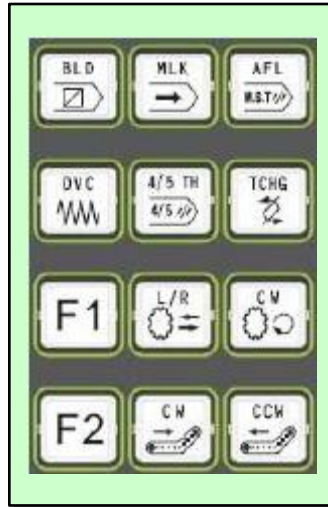 BLD MLK AFL
M.S.T
DVC 4/5 TH TCHG
4/5
F1 L/R CW
F2 CW CCW